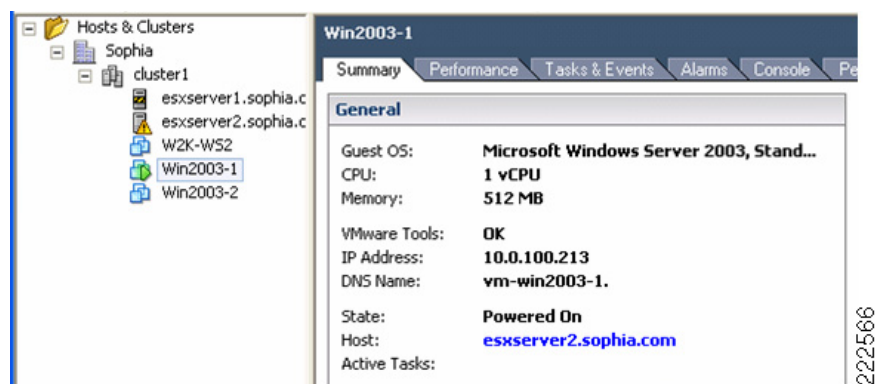 Hosts & Clusters
Sophia
cluster1
esxserver1.sophia.c
esxserver2.sophia.c
W2K-WS2
Win2003-1
Win2003-2
Win2003-1
Summary Performance Tasks & Events Alarms Console Pe
General
Guest OS: Microsoft Windows Server 2003, Stand...
CPU: 1 vCPU
Memory: 512 MB
VMware Tools: OK
IP Address: 10.0.100.213
DNS Name: vm-win2003-1.
State: Powered On
Host: esxserver2.sophia.com
Active Tasks:
222566